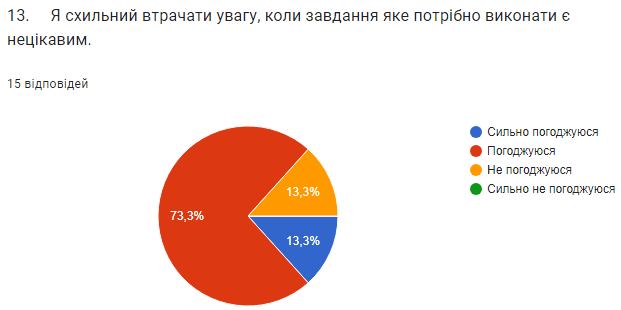 13. Я схильний втрачати увагу, коли завдання яке потрібно виконати є
нецікавим.
15 відповідей
Сильно погоджуюся
Погоджуюся
Не погоджуюся
Сильно не погоджуюся
73,3%
13,3%
13,3%